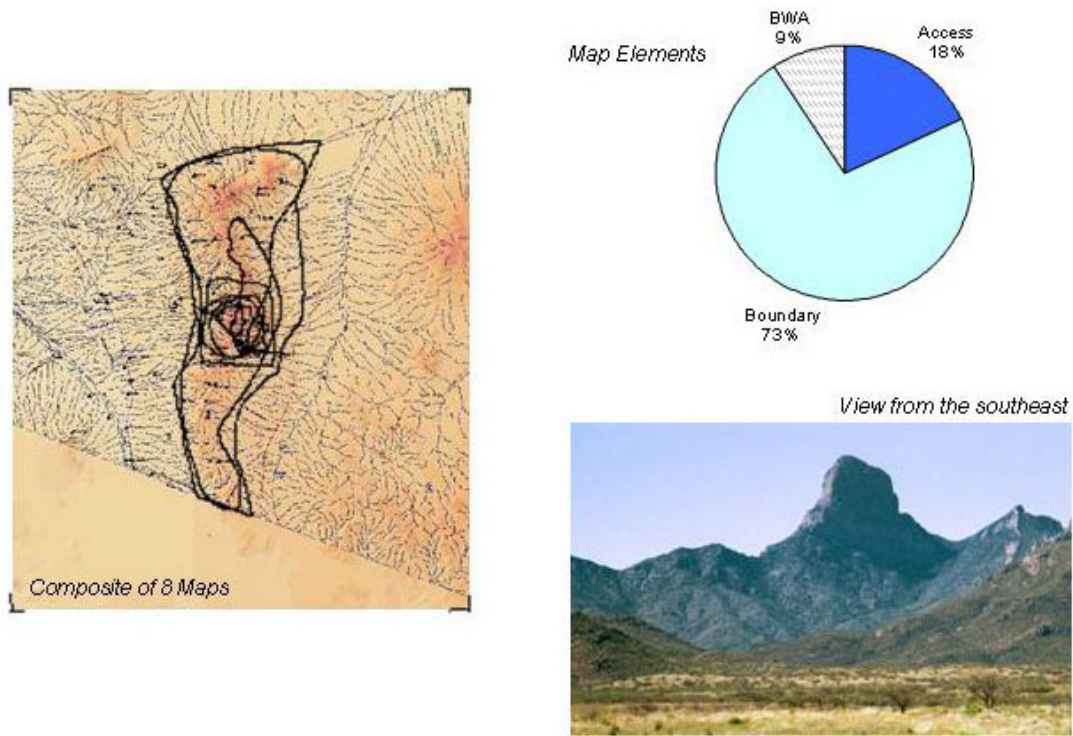 Map Elements
BWA
9%
Access
18%
Boundary
73%
Composite of 8 Maps
View from the southeast